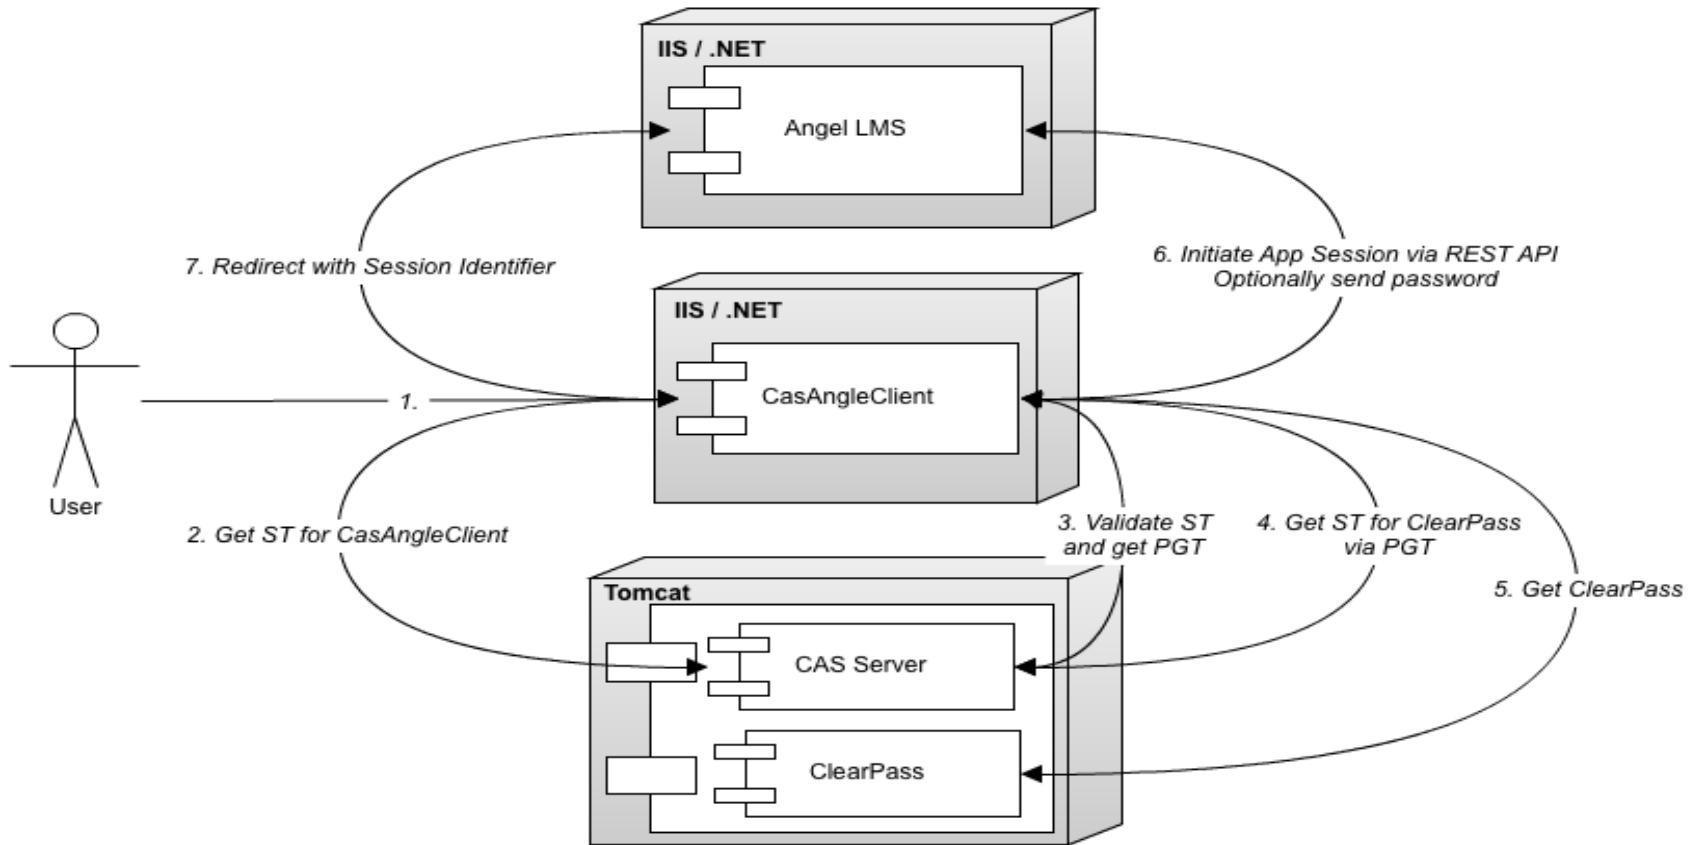 IIS / .NET
Angel LMS
7. Redirect with Session Identifier
6. Initiate App Session via REST API
Optionally send password
IIS / .NET
CasAngleClient
1.
User
2. Get ST for CasAngleClient
3. Validate ST
and get PGT
4. Get ST for ClearPass
via PGT
5. Get ClearPass
Tomcat
CAS Server
ClearPass